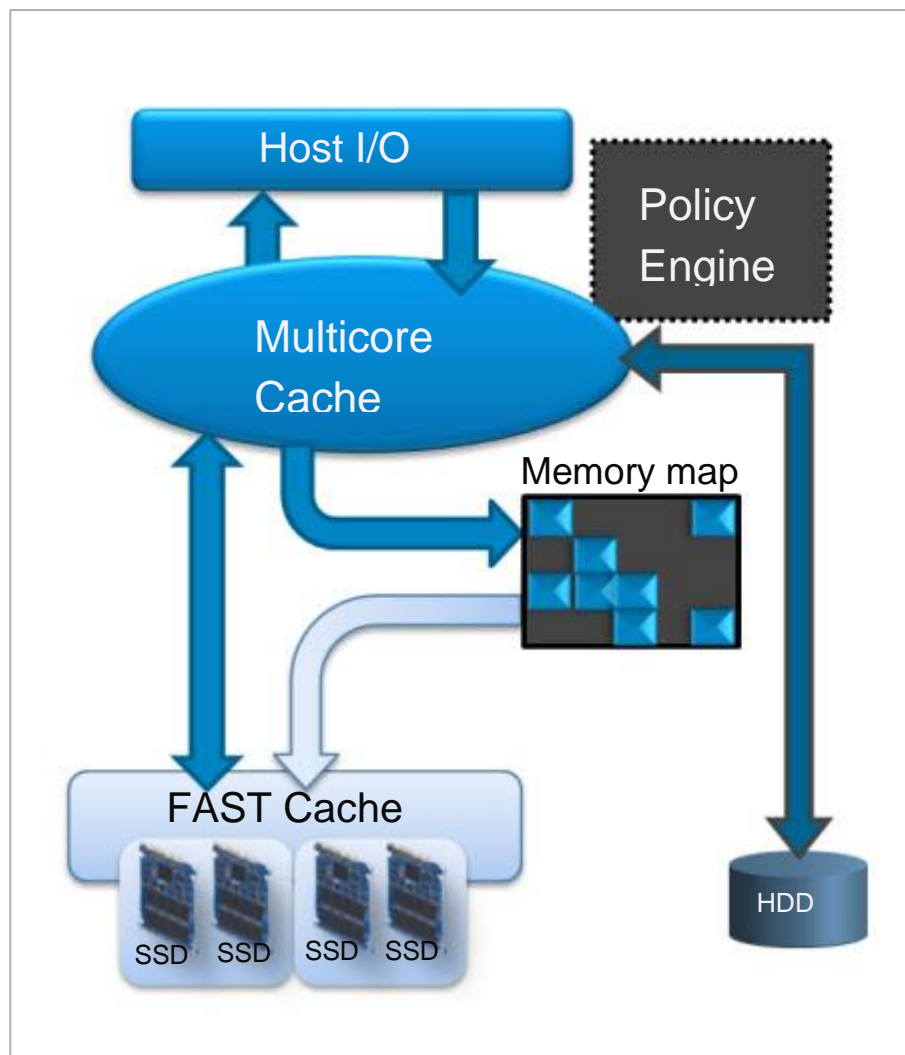 Host I/O
Policy
Engine
Multicore
Cache
Memory map
FAST Cache
SSD
SSD
SSD
SSD
HDD